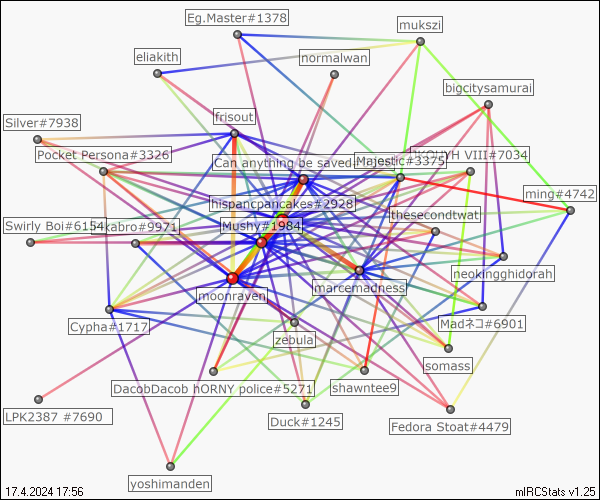 Eg.Master#1378
mukszi
eliakith
normalwan
bigcitysamurai
Silver#7938
frisout
Pocket Persona#3326
Can anything be saved
Majestic#3375
VIII#7034
ming#4742
hispancpancakes#2928
thesecondtwat
Swirly Boi#6154
kabro#9971
Mushy#1984
neokingghidorah
moonraven
marcemadness
Cypha#1717
Madネコ#6901
zebula
somass
DacobDacob hORNY police#5271
shawntee9
LPK2387 #7690
Duck#1245
Fedora Stoat#4479
yoshimanden
17.4.2024 17:56
mIRCStats v1.25